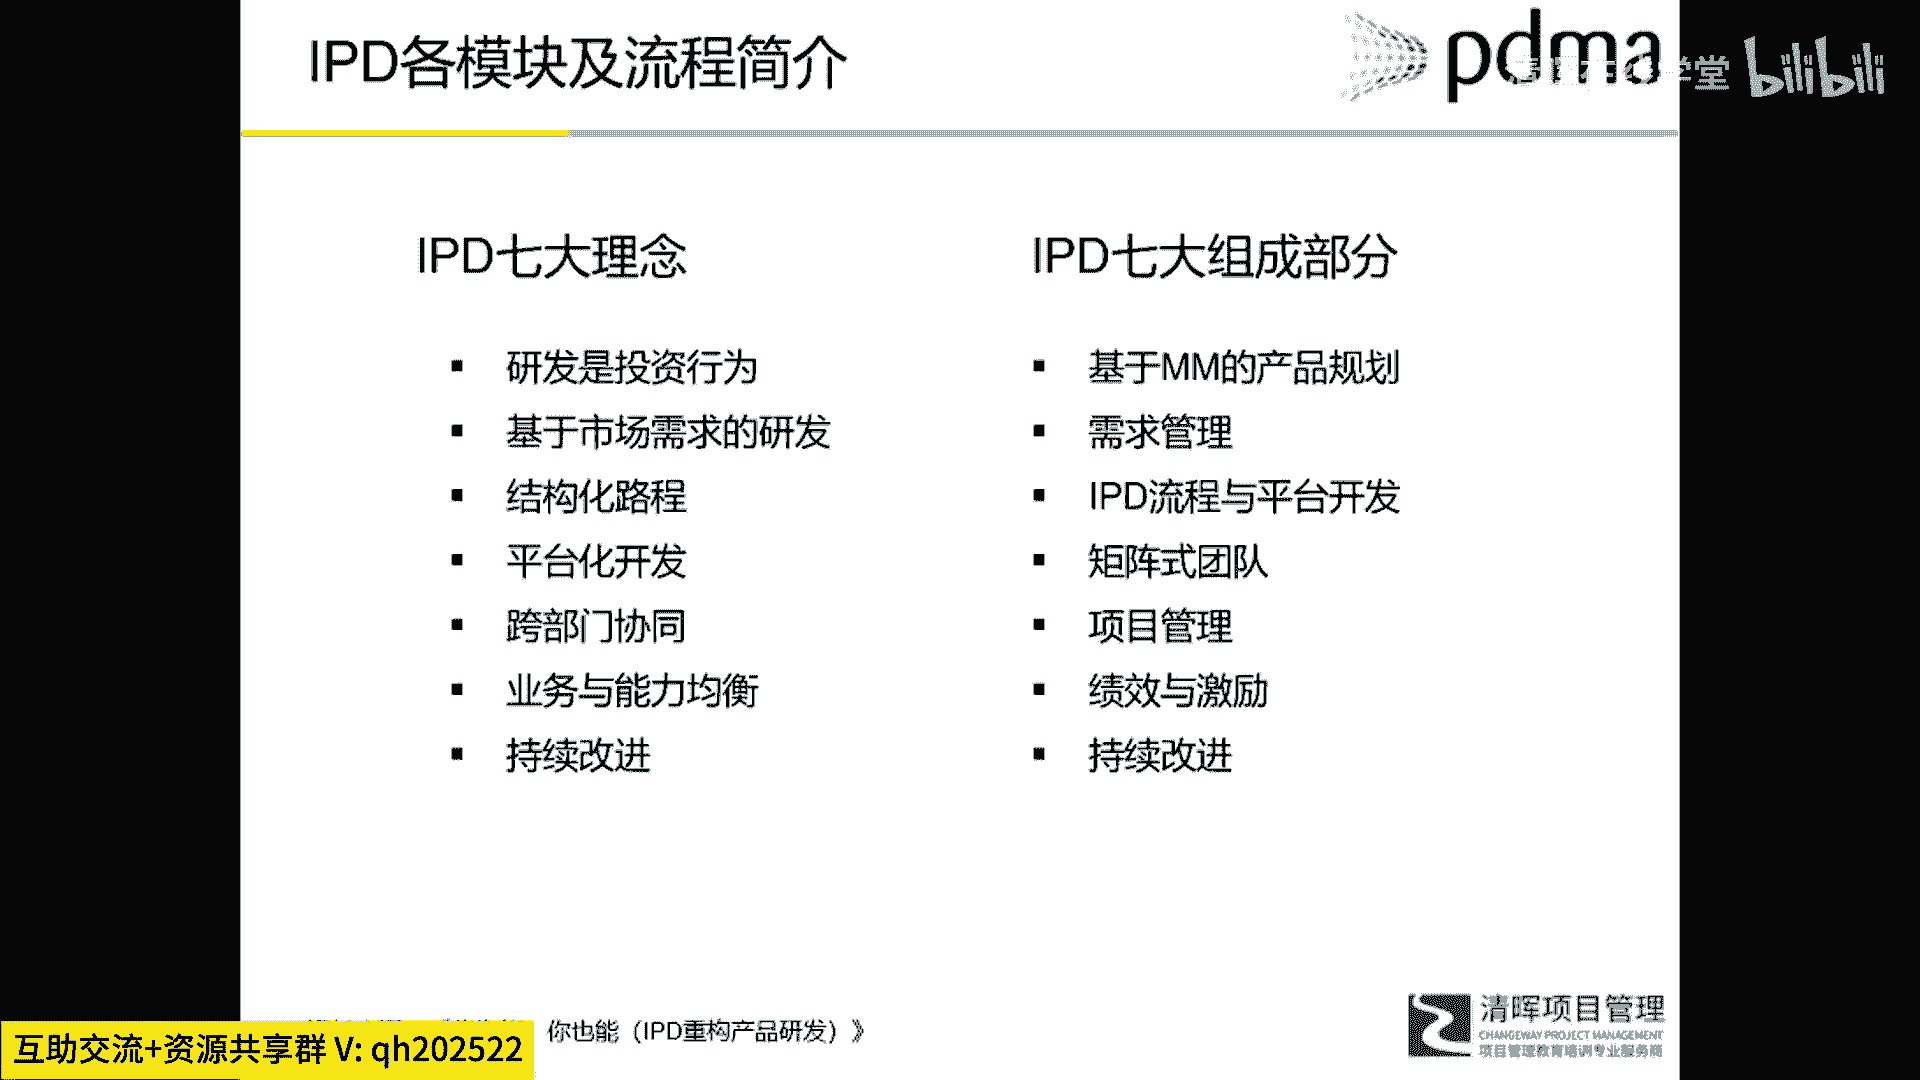 IPD各模块及流程简介
pdma
学堂
bilibili
IPD七大理念
研发是投资行为
基于市场需求的研发
结构化路程
平台化开发
跨部门协同
业务与能力均衡
持续改进
IPD七大组成部分
基于MM的产品规划
需求管理
IPD流程与平台开发
矩阵式团队
项目管理
绩效与激励
持续改进
你也能（IPD重构产品研发）》
互助交流+资源共享群 V: qh202522
清晖项目管理
CHANGEWAY PROJECT MANAGEMENT
项目管理教育培训专业服务商